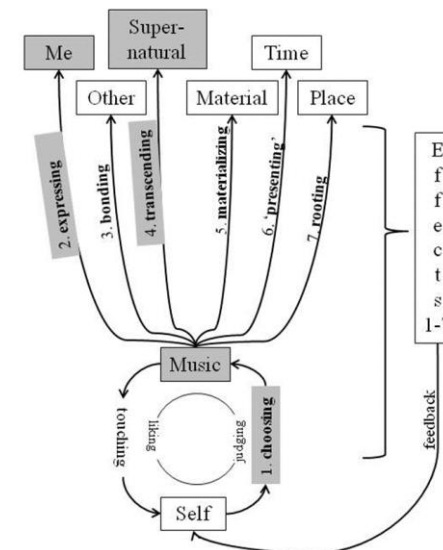 Me
Super-
natural
Time
Other
Material
Place
2. expressing
3. bonding
4. transcending
5. materializing
6. 'presenting'
7. rooting
E
f
f
e
c
t
s
Music
touching
liking
judging
1. choosing
feedback
Self